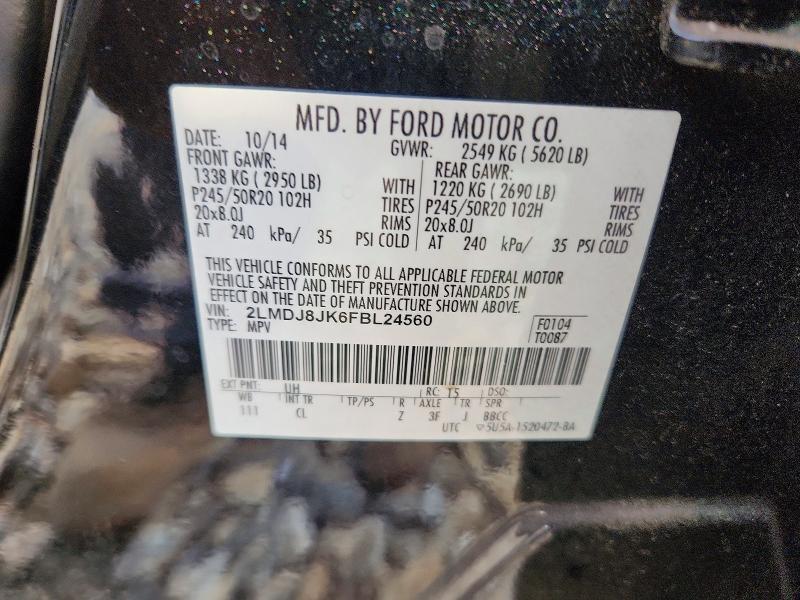 MFD. BY FORD MOTOR CO.
DATE: 10/14 GVWR: 2549 KG ( 5620 LB)
FRONT GAWR: REAR GAWR:
1338 KG ( 2950 LB) WITH 1220 KG ( 2690 LB) WITH
P245/50R20 102H TIRES P245/50R20 102H TIRES
20x8.0J RIMS 20x8.0J RIMS
AT 240 kPa/ 35 PSI COLD AT 240 kPa/ 35 PSI COLD
THIS VEHICLE CONFORMS TO ALL APPLICABLE FEDERAL MOTOR
VEHICLE SAFETY AND THEFT PREVENTION STANDARDS IN
EFFECT ON THE DATE OF MANUFACTURE SHOWN ABOVE.
VIN: 2LMDJ8JK6FBL24560
TYPE: MPV
F0104
T0087
EXT PNT: UH RC: T5 DSO:
WB INT TR TP/PS R AXLE TR SPR
111 CL Z 3F J BBCC
UTC ▽5U5A-1520472-BA